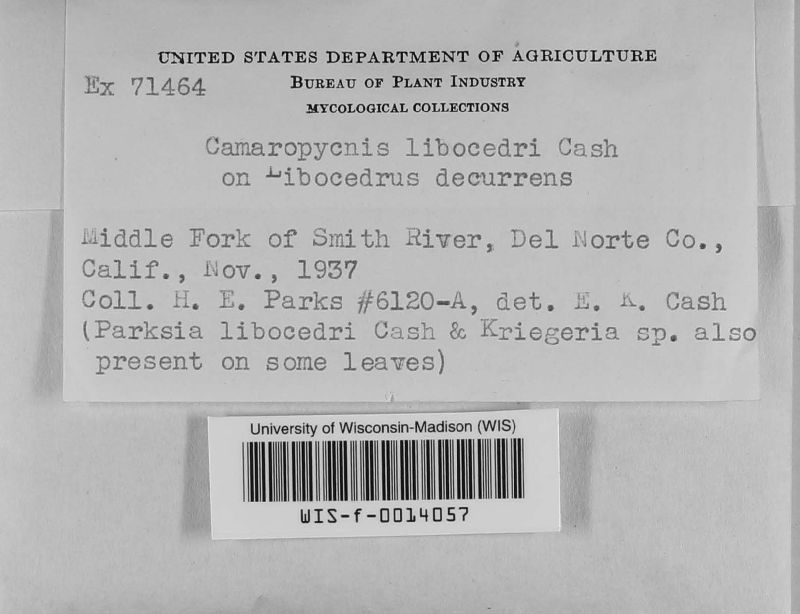 UNITED STATES DEPARTMENT OF AGRICULTURE
Ex 71464
BUREAU OF PLANT INDUSTRY
MYCOLOGICAL COLLECTIONS
Camaropycnis libocedri Cash
on Libocedrus decurrens
Middle Fork of Smith River, Del Norte Co.,
Calif., Nov., 1937
Coll. H. E. Parks #6120-A, det. E. K. Cash
(Parksia libocedri Cash & Kriegeria sp. also
present on some leaves)
University of Wisconsin-Madison (WIS)
WIS-f-0014057